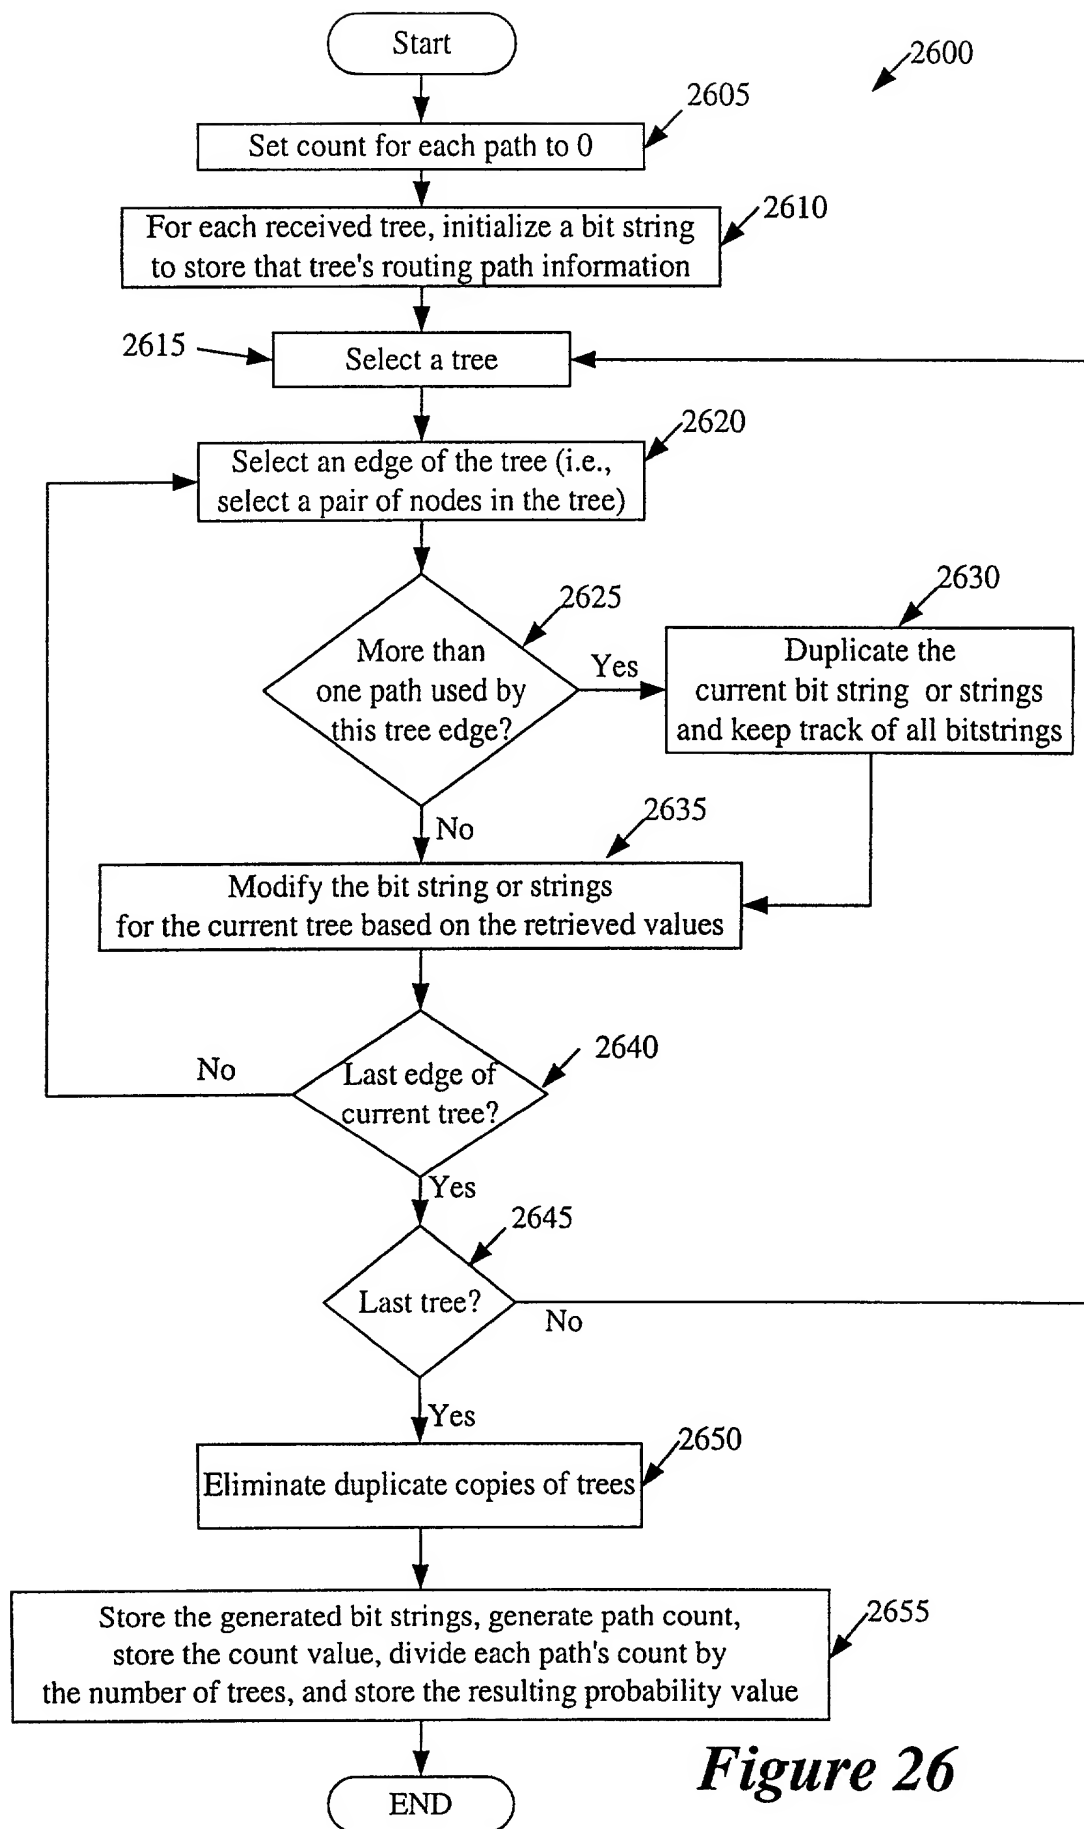 Start
2600
2605
Set count for each path to 0
2610
For each received tree, initialize a bit string
to store that tree's routing path information
2615
Select a tree
2620
Select an edge of the tree (i.e.,
select a pair of nodes in the tree)
2625
2630
More than
one path used by
this tree edge?
Yes
Duplicate the
current bit string or strings
and keep track of all bitstrings
No
2635
Modify the bit string or strings
for the current tree based on the retrieved values
2640
No
Last edge of
current tree?
Yes
2645
Last tree?
No
Yes
2650
Eliminate duplicate copies of trees
2655
Store the generated bit strings, generate path count,
store the count value, divide each path's count by
the number of trees, and store the resulting probability value
Figure 26
END